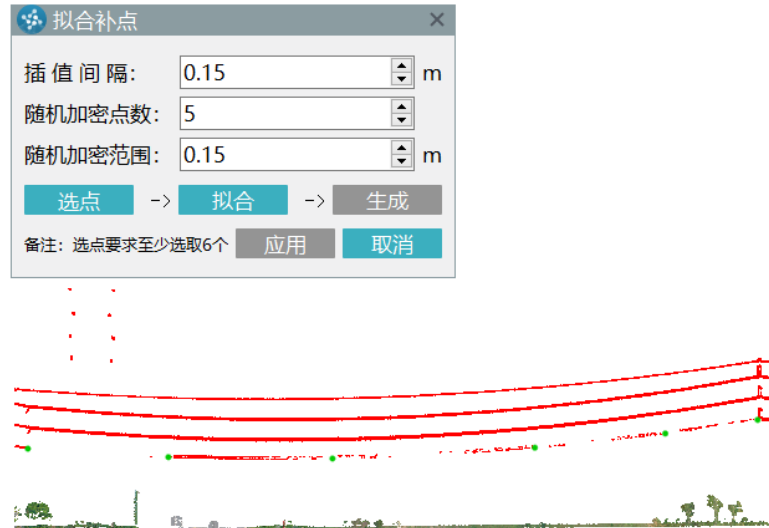 拟合补点
插值间隔: 0.15 m
随机加密点数: 5
随机加密范围: 0.15 m
选点 -> 拟合 -> 生成
备注: 选点要求至少选取6个 应用 取消